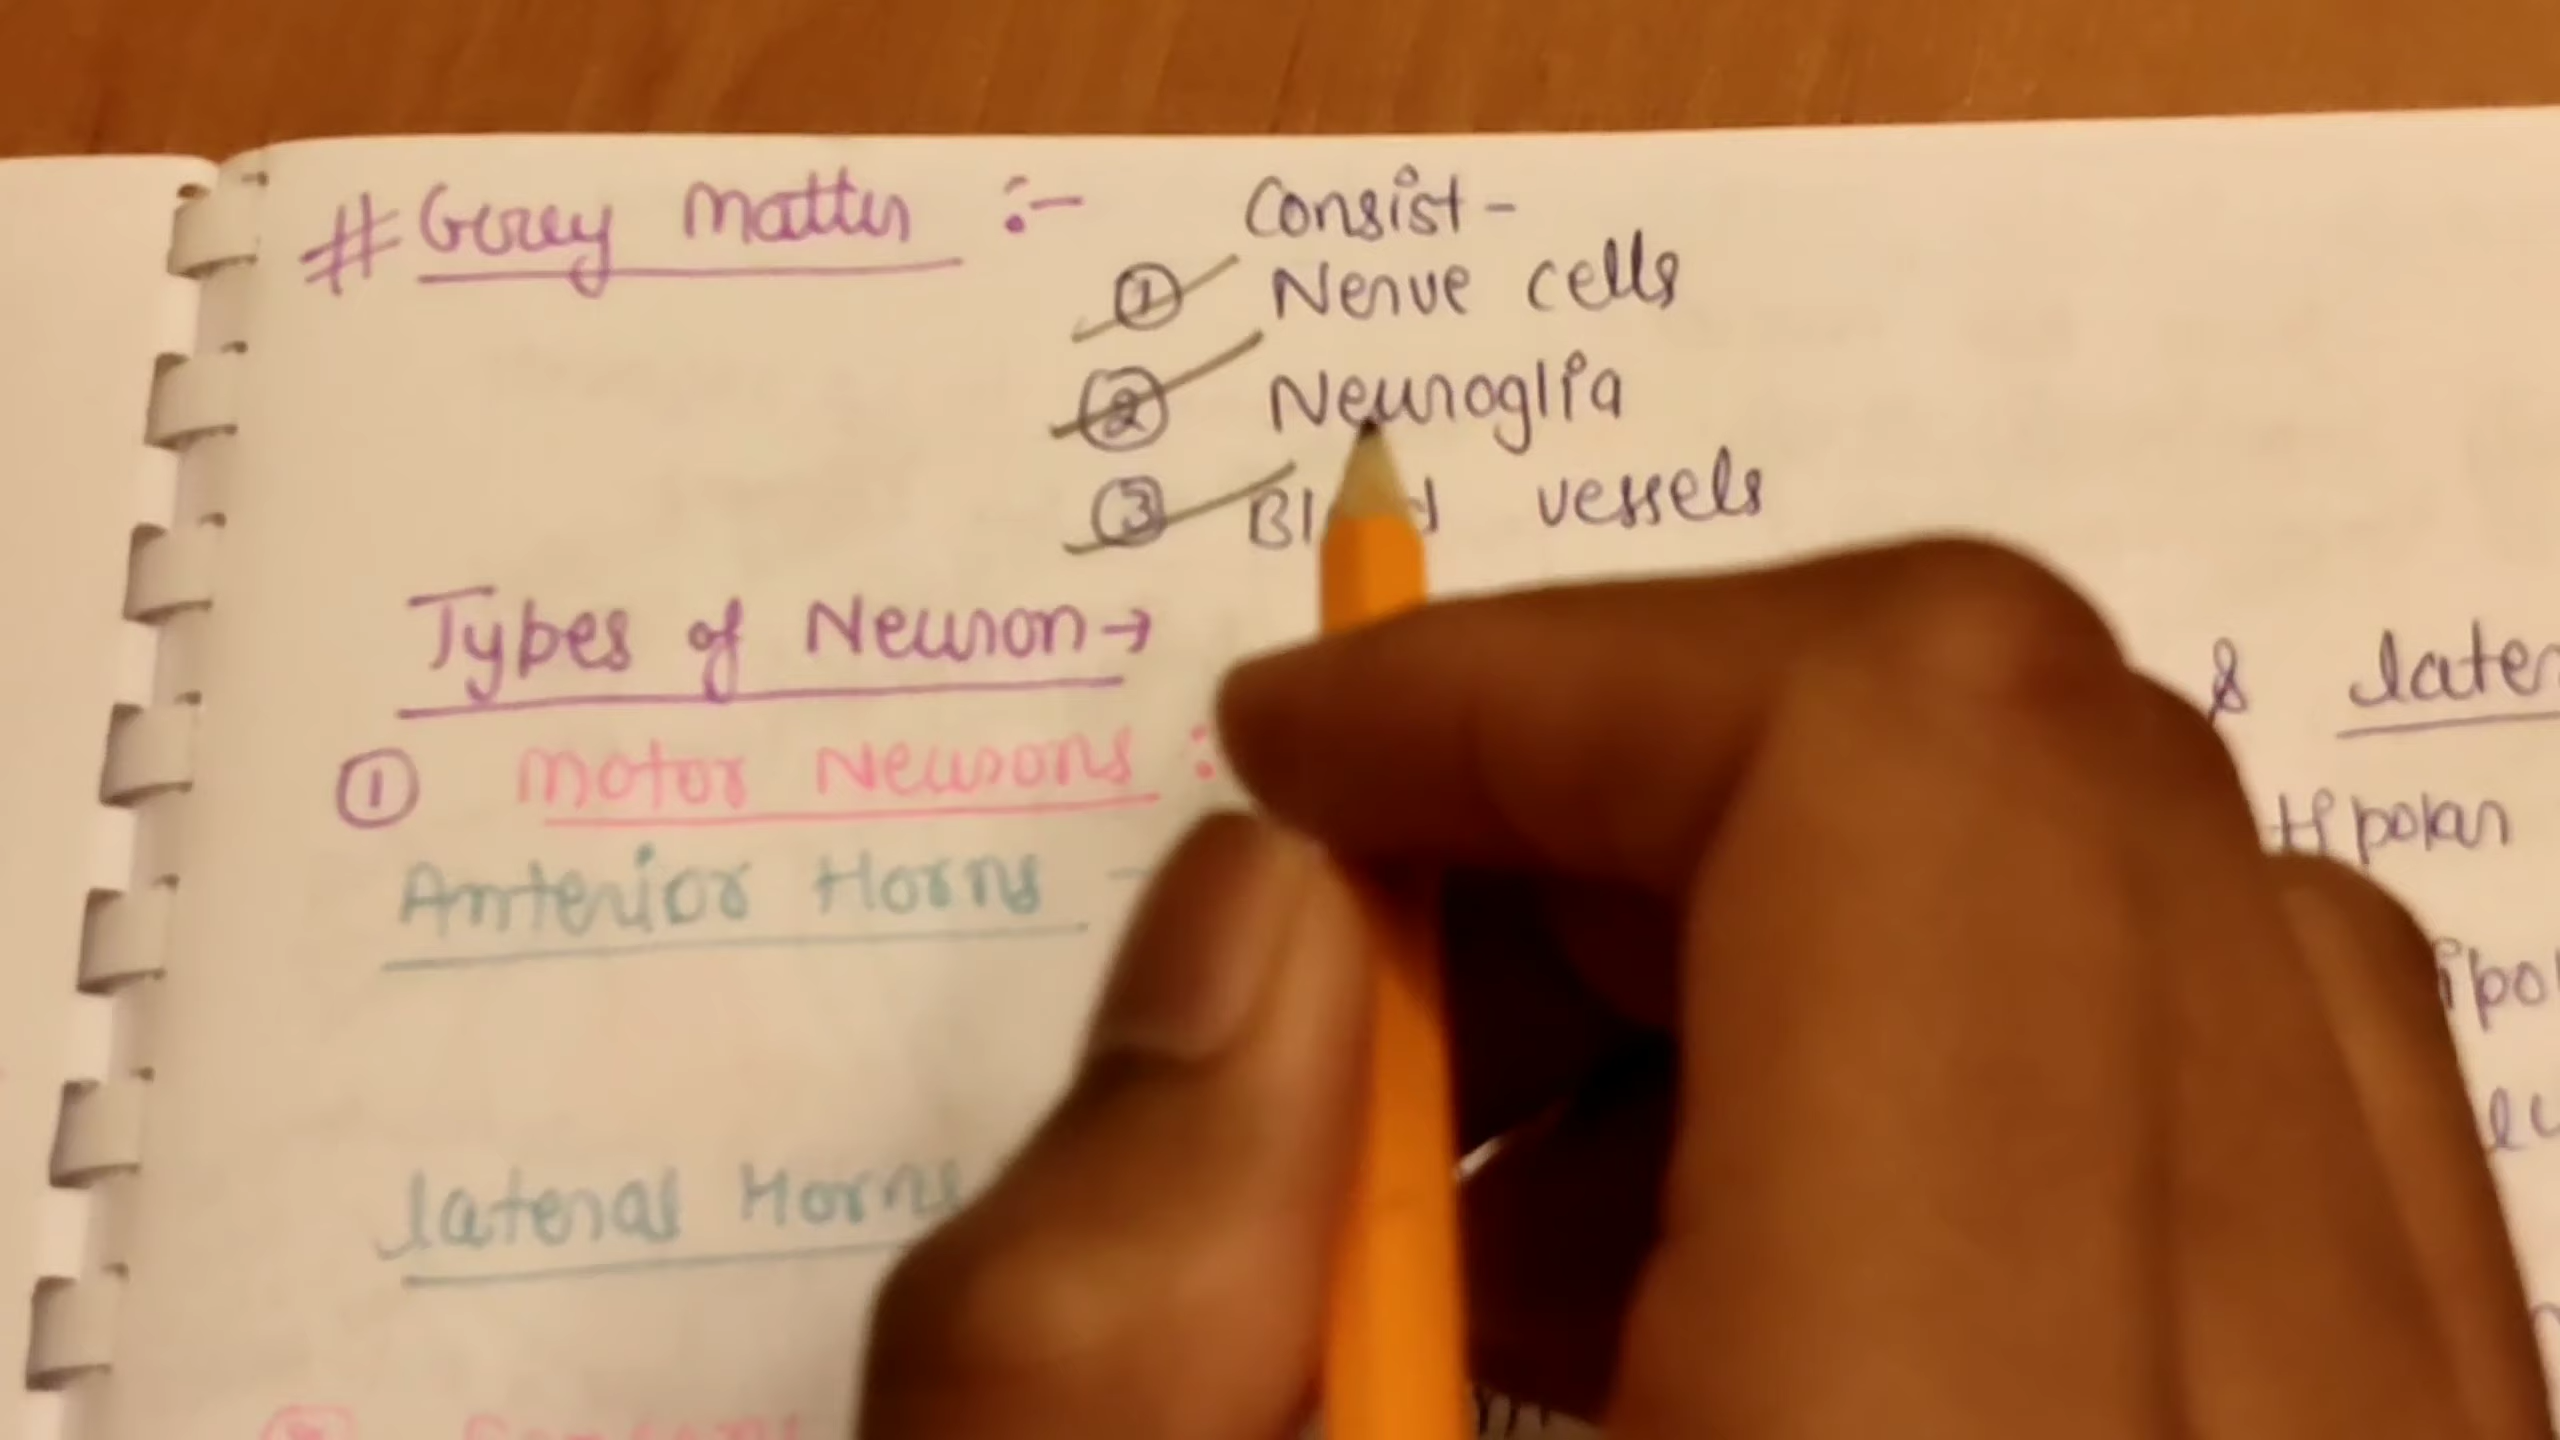 # Grey Matter :-
Consist-
① Nerve cells
② Neuroglia
③ vessels
Types of Neuron→
& later
① Motor Neurons :
Anterior Horns -
lateral Horns